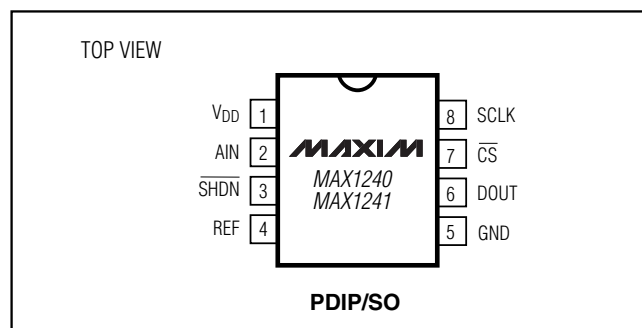 TOP VIEW
VDD 1
AIN 2
SHDN 3
REF 4
MAXIM
MAX1240
MAX1241
8 SCLK
7 CS
6 DOUT
5 GND
PDIP/SO